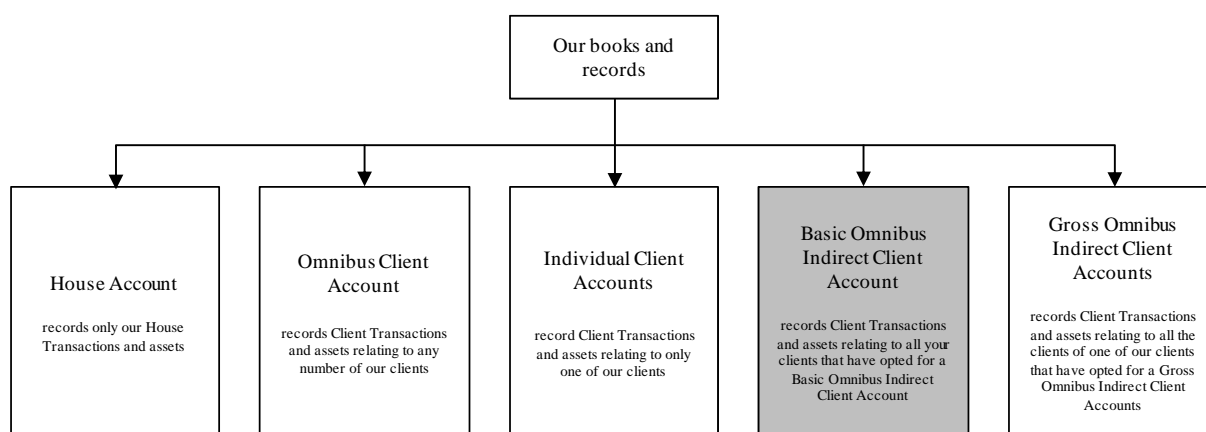 Our books and
records
House Account
records only our House
Transactions and assets
Omnibus Client
Account
records Client Transactions
and assets relating to any
number of our clients
Individual Client
Accounts
record Client Transactions
and assets relating to only
one of our clients
Basic Omnibus
Indirect Client
Account
records Client Transactions
and assets relating to all your
clients that have opted for a
Basic Omnibus Indirect
Client Account
Gross Omnibus
Indirect Client
Accounts
records Client Transactions
and assets relating to all the
clients of one of our clients
that have opted for a Gross
Omnibus Indirect Client
Accounts